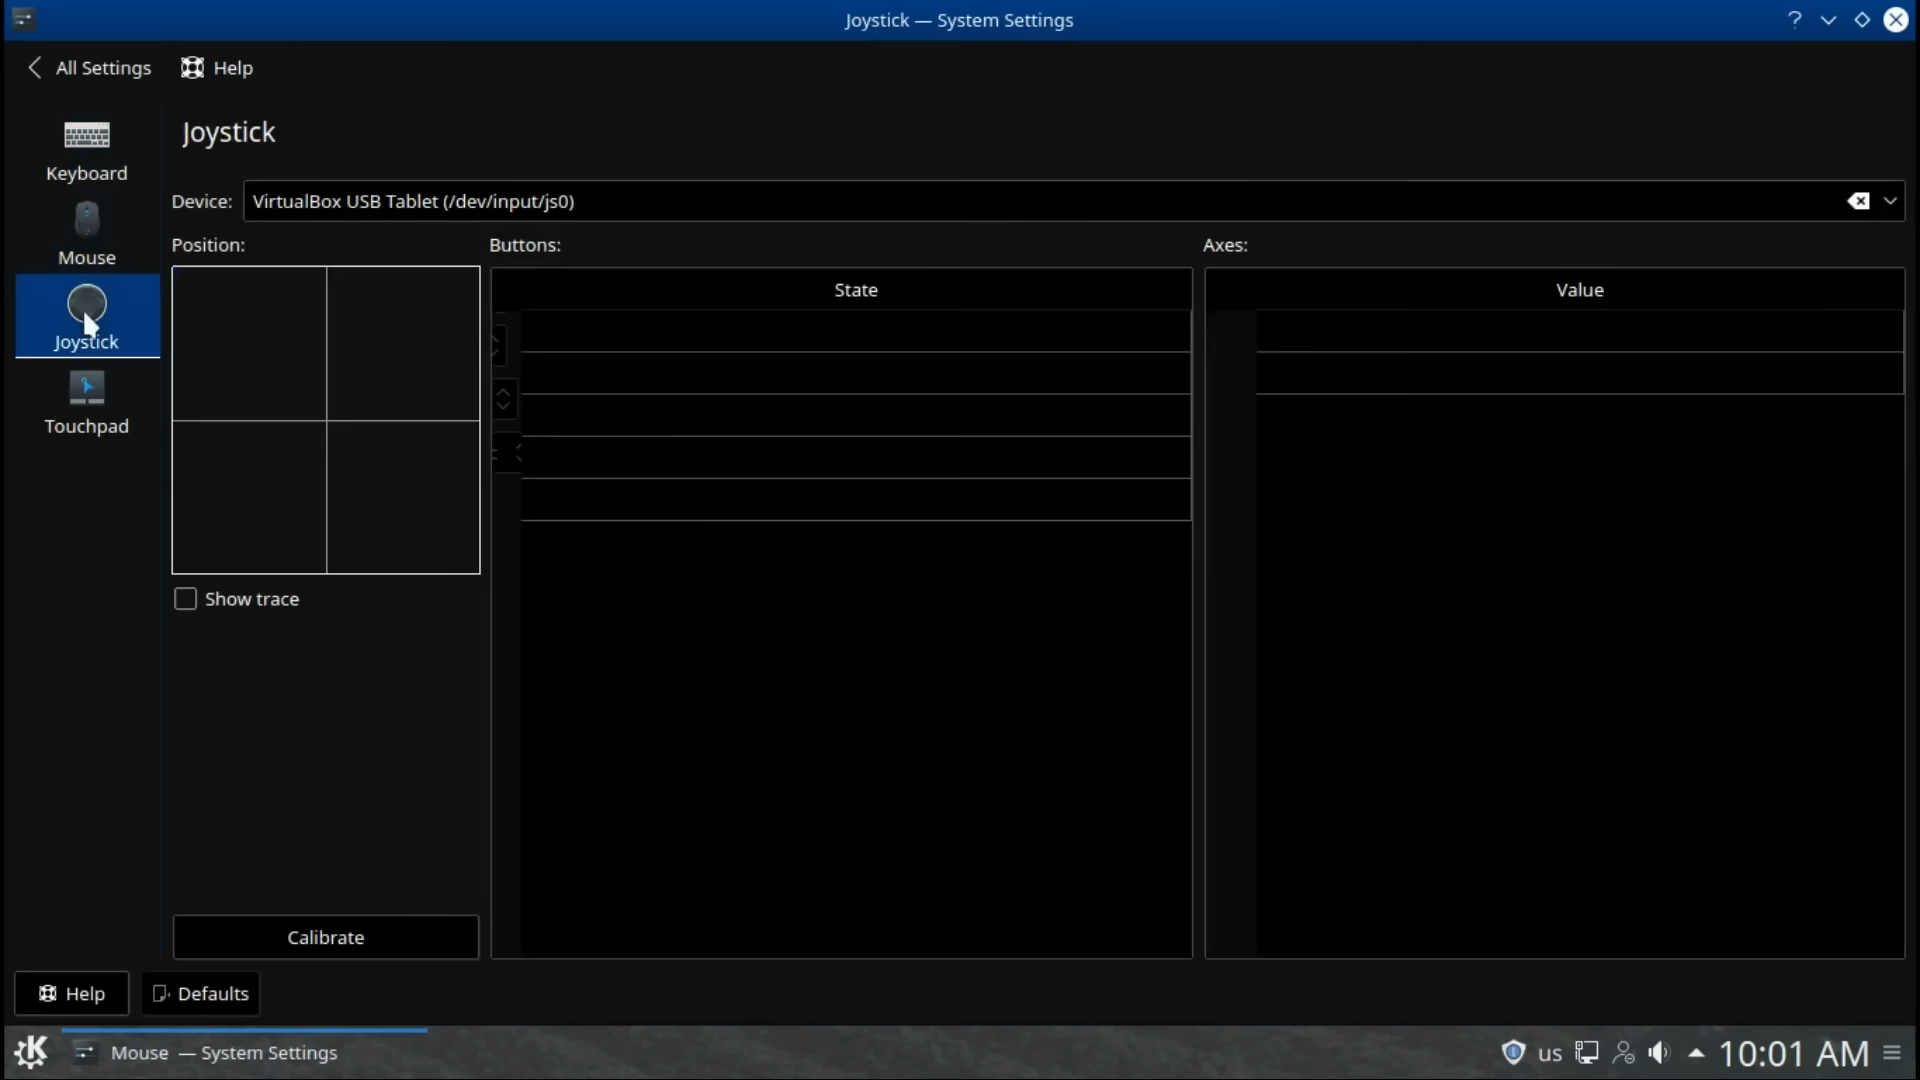 Joystick — System Settings
All Settings
Help
Keyboard
Mouse
Joystick
Touchpad
Joystick
Device:
VirtualBox USB Tablet (/dev/input/js0)
Position:
Buttons:
Axes:
State
Value
Show trace
Calibrate
Help
Defaults
Mouse — System Settings
us
10:01 AM